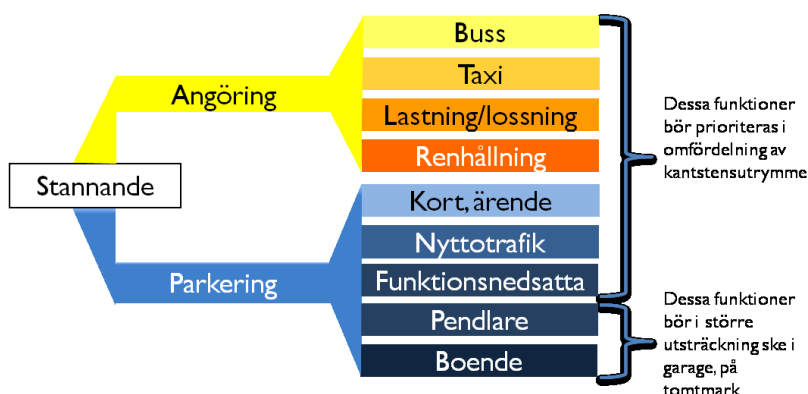 Stannande
Angöring
Buss
Taxi
Lastning/lossning
Renhållning
Parkering
Kort, ärende
Nyttotrafik
Funktionsnedsatta
Pendlare
Boende
Dessa funktioner
bör prioriteras i
omfördelning av
kantstensutrymme
Dessa funktioner
bör i större
utsträckning ske i
garage, på
tomtmark